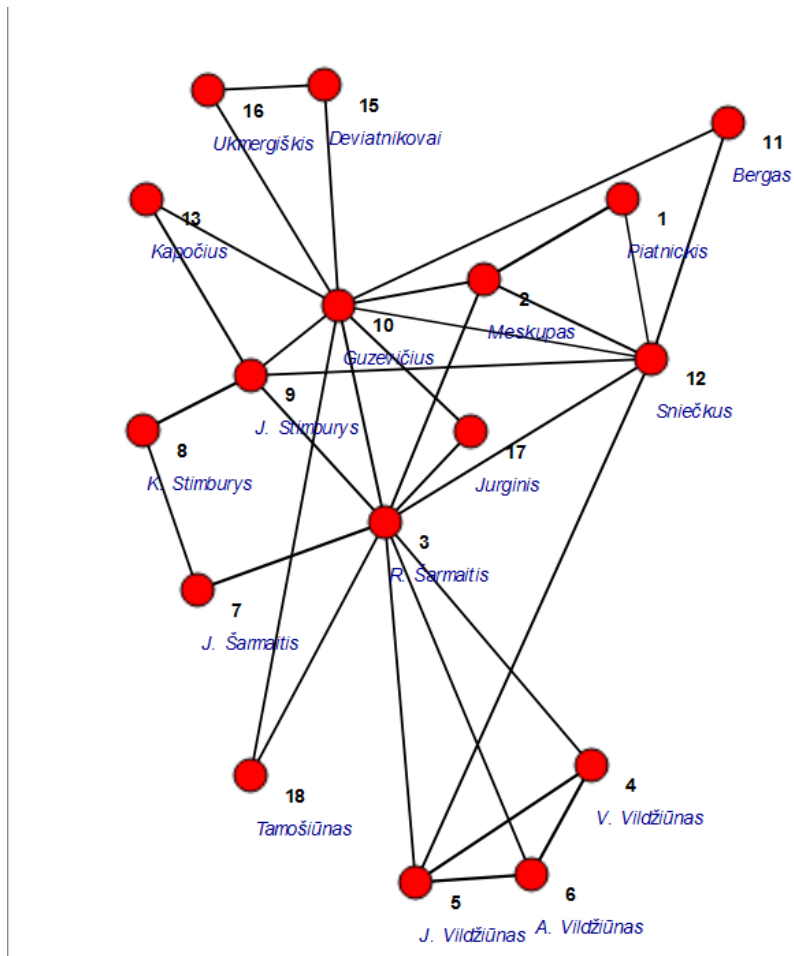 16
Ukmergiškis
15
Deviatnikovai
11
Bergas
13
Kapočius
1
Piatnickis
2
Meskupas
10
Guzevičius
12
Sniečkus
9
J. Stimburys
8
K. Stimburys
17
Jurginis
3
R. Šarmaitis
7
J. Šarmaitis
18
Tamošiūnas
4
V. Vildžiūnas
6
A. Vildžiūnas
5
J. Vildžiūnas